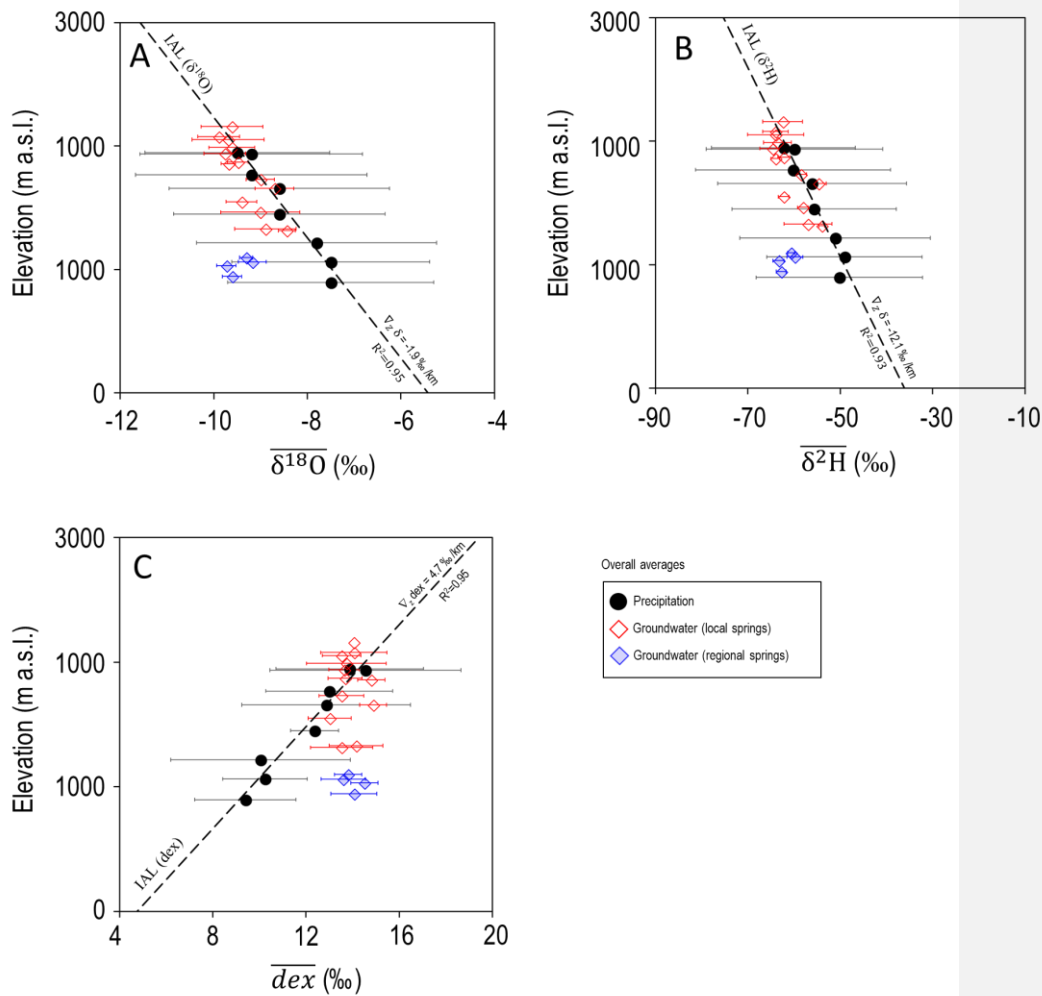 A
3000
1000
1000
0
Elevation (m a.s.l.)
IAL (δ¹⁸O)
∇z δ = -1.9 ‰/km
R²=0.95
-12
-10
-8
-6
-4
δ¹⁸O (‰)
B
3000
1000
1000
0
Elevation (m a.s.l.)
IAL (δ²H)
∇z δ = -12.1 ‰/km
R²=0.93
-90
-70
-50
-30
-10
δ²H (‰)
C
3000
1000
1000
0
Elevation (m a.s.l.)
∇z dex = 4.7 ‰/km
R²=0.95
IAL (dex)
4
8
12
16
20
dex (‰)
Overall averages
Precipitation
Groundwater (local springs)
Groundwater (regional springs)